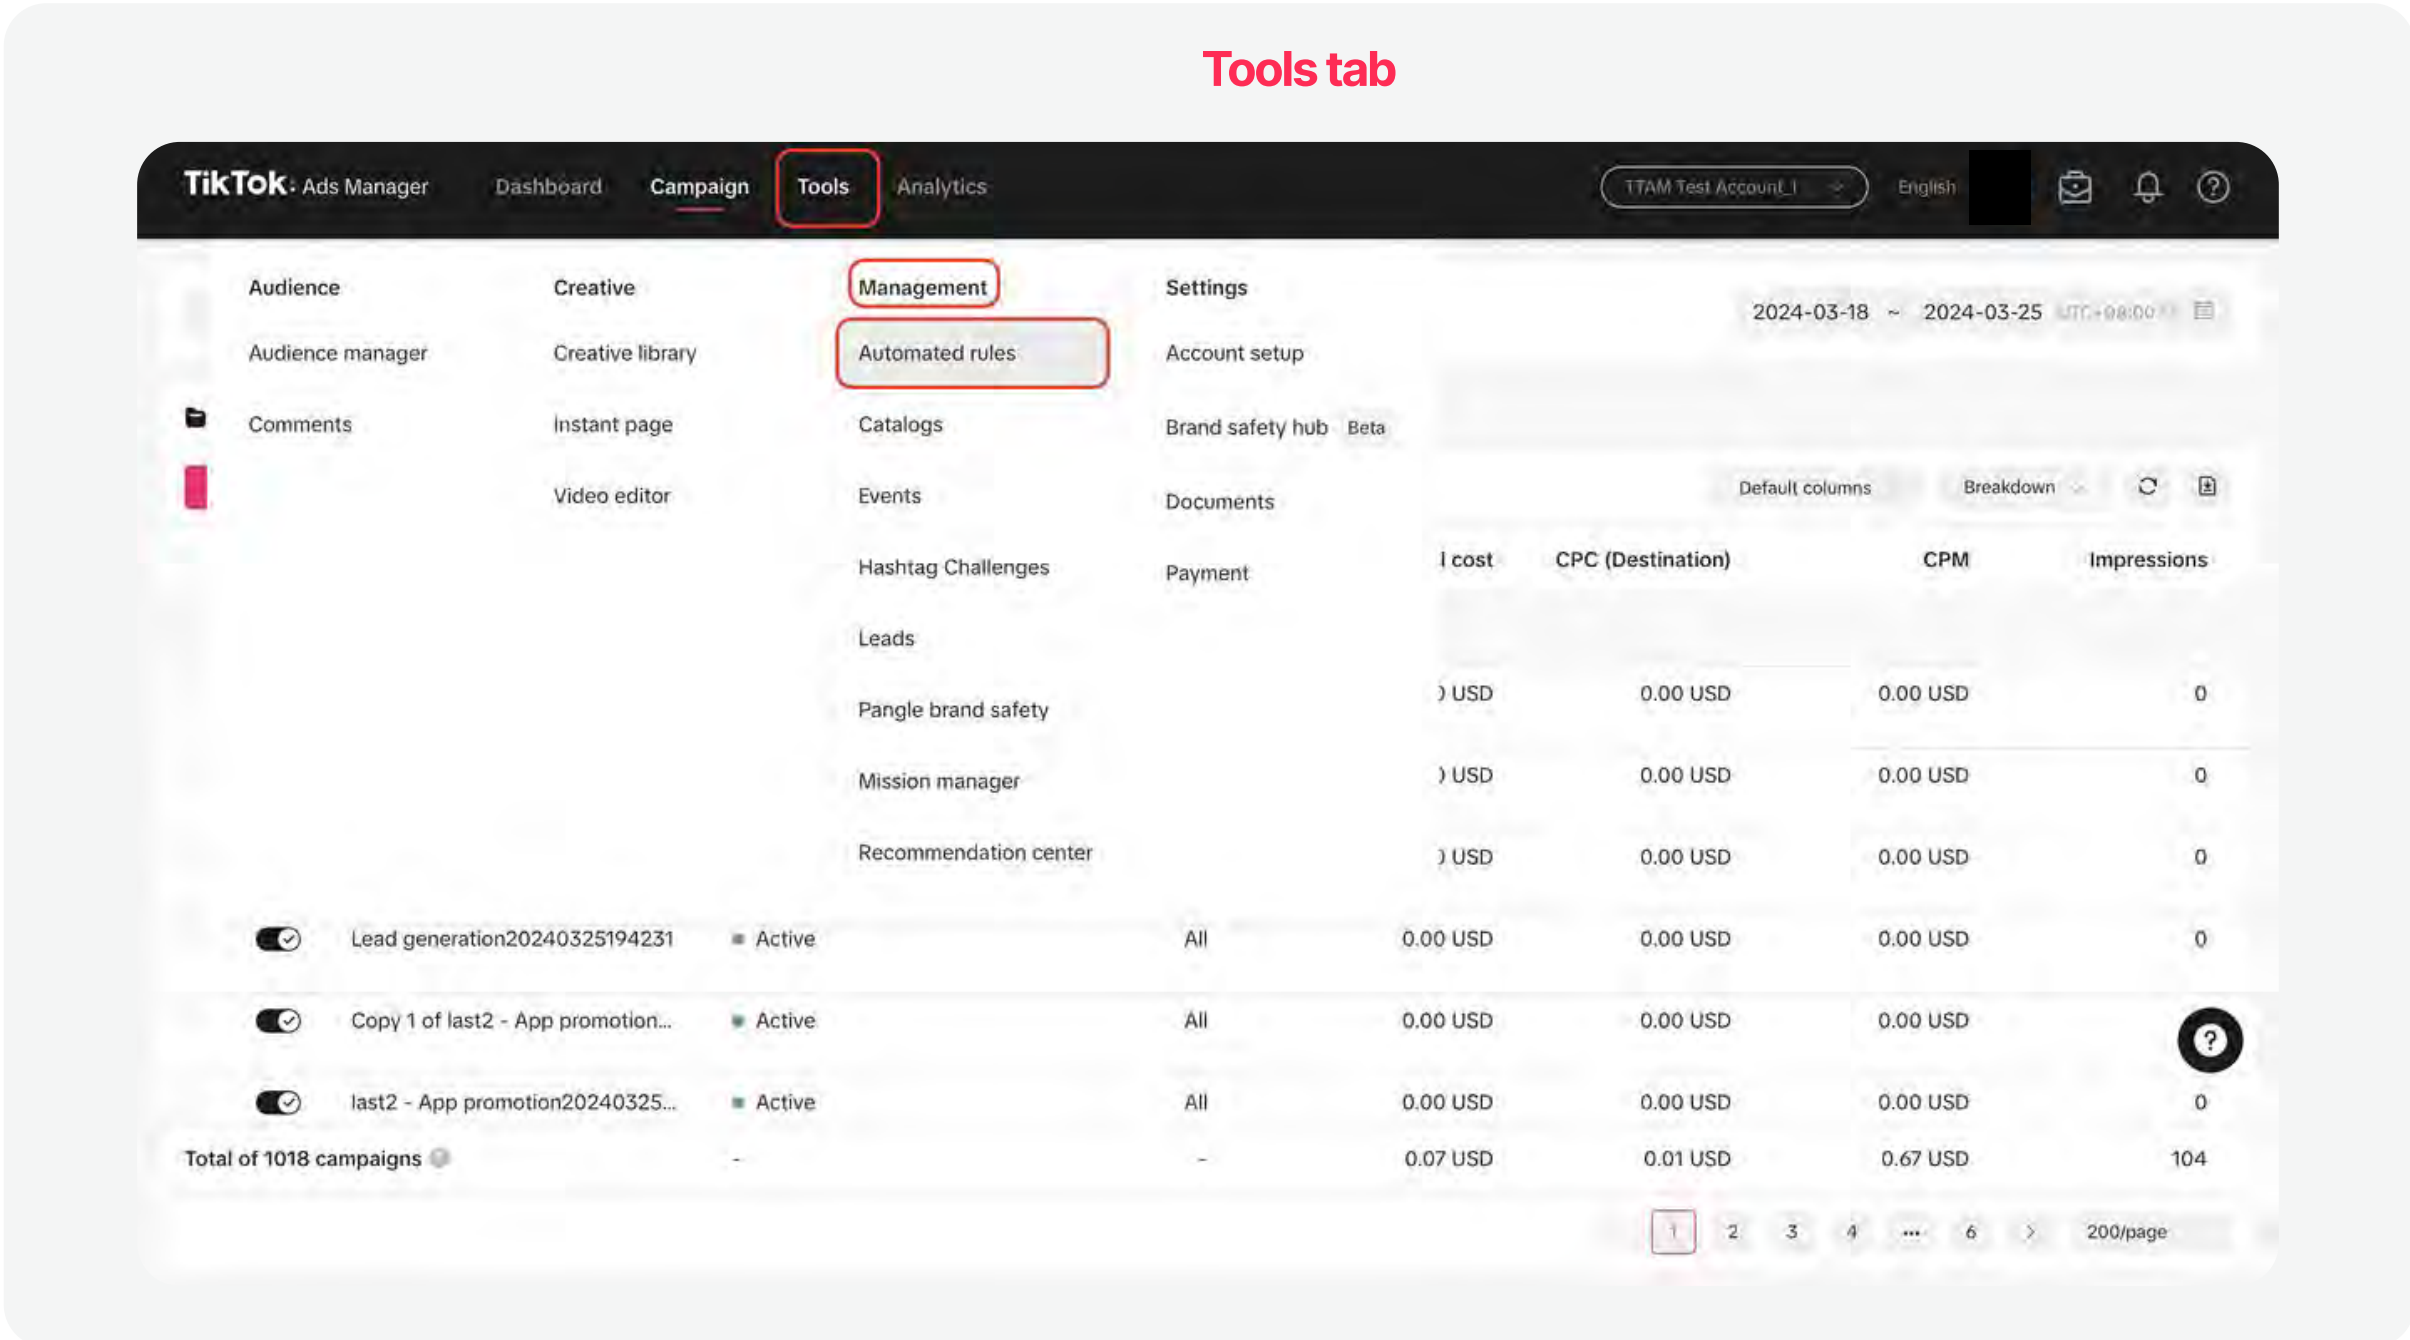 Tools tab
TikTok: Ads Manager Dashboard Campaign Tools Analytics TTAM Test Account_1 English
Audience Creative Management Settings
2024-03-18 ~ 2024-03-25 UTC+08:00
Audience manager Creative library Automated rules Account setup
Comments Instant page Catalogs Brand safety hub Beta
Video editor Events Documents
Default columns Breakdown
Hashtag Challenges Payment
l cost CPC (Destination) CPM Impressions
Leads
USD 0.00 USD 0.00 USD 0
Pangle brand safety
Mission manager
USD 0.00 USD 0.00 USD 0
Recommendation center
USD 0.00 USD 0.00 USD 0
Lead generation20240325194231 Active All 0.00 USD 0.00 USD 0.00 USD 0
Copy 1 of last2 - App promotion... Active All 0.00 USD 0.00 USD 0.00 USD
?
last2 - App promotion20240325... Active All 0.00 USD 0.00 USD 0.00 USD 0
Total of 1018 campaigns - - 0.07 USD 0.01 USD 0.67 USD 104
1 2 3 4 ... 6 > 200/page